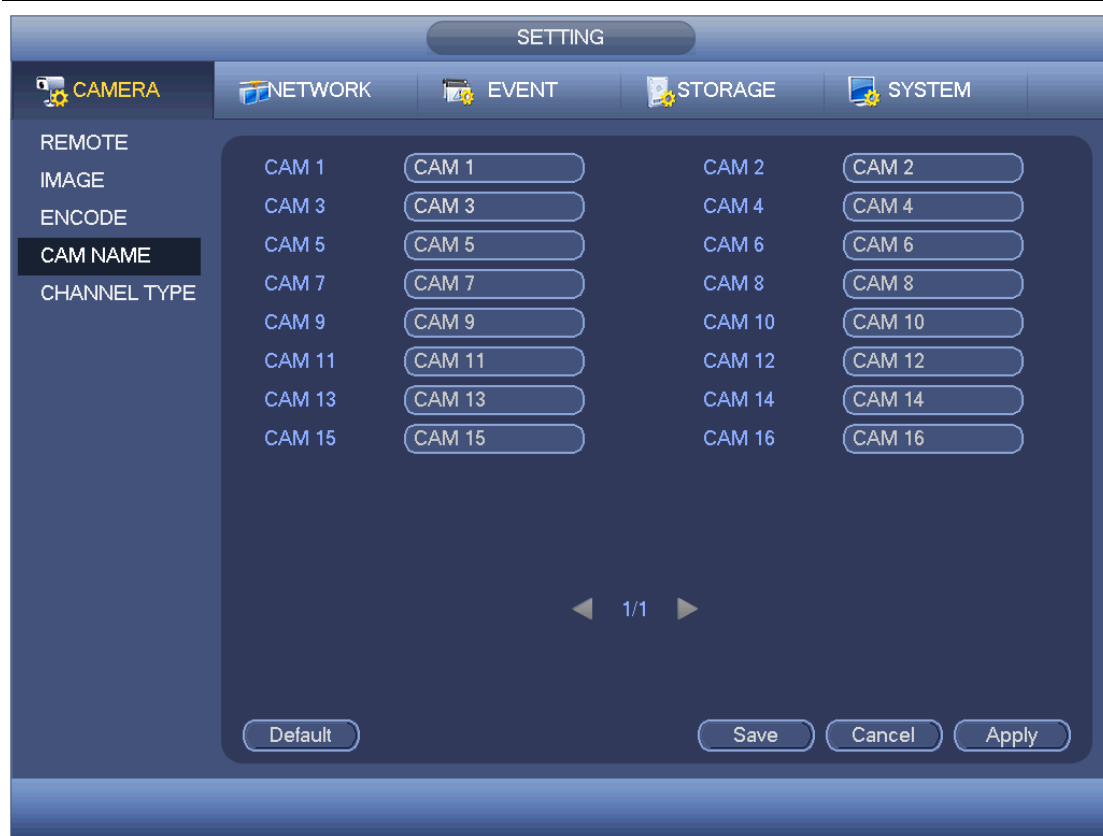 SETTING
CAMERA NETWORK EVENT STORAGE SYSTEM
REMOTE
IMAGE
ENCODE
CAM NAME
CHANNEL TYPE
CAM 1 CAM 1 CAM 2 CAM 2
CAM 3 CAM 3 CAM 4 CAM 4
CAM 5 CAM 5 CAM 6 CAM 6
CAM 7 CAM 7 CAM 8 CAM 8
CAM 9 CAM 9 CAM 10 CAM 10
CAM 11 CAM 11 CAM 12 CAM 12
CAM 13 CAM 13 CAM 14 CAM 14
CAM 15 CAM 15 CAM 16 CAM 16
1/1
Default Save Cancel Apply